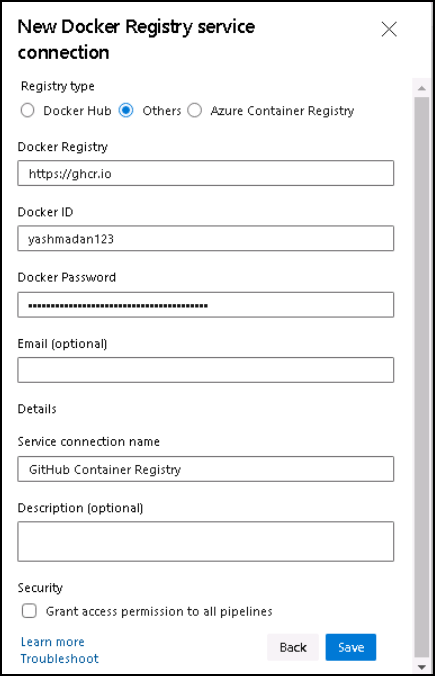 New Docker Registry service
connection
Registry type
Docker Hub Others Azure Container Registry
Docker Registry
https://ghcr.io
Docker ID
yashmadan123
Docker Password
Email (optional)
Details
Service connection name
GitHub Container Registry
Description (optional)
Security
Grant access permission to all pipelines
Learn more
Troubleshoot
Back Save